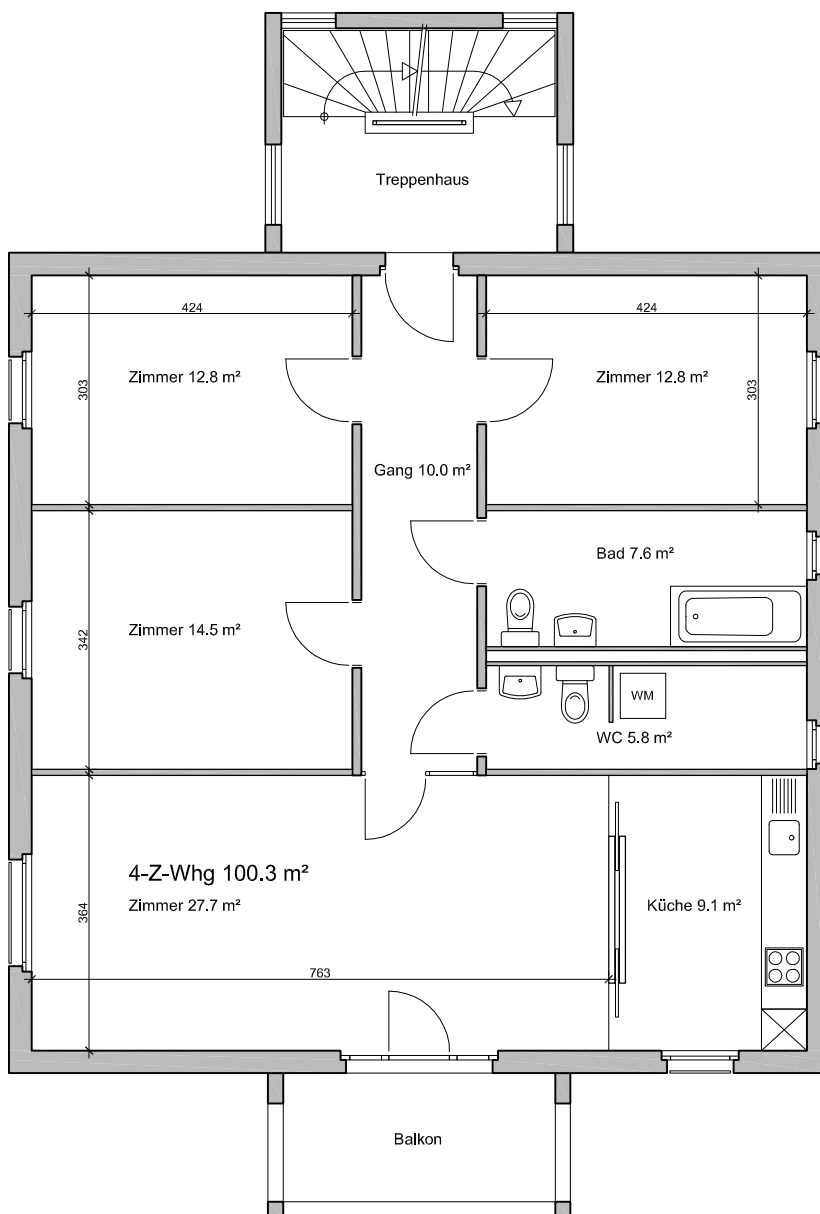 Treppenhaus
424
424
303
Zimmer 12.8 m²
Zimmer 12.8 m²
303
Gang 10.0 m²
Bad 7.6 m²
342
Zimmer 14.5 m²
WM
WC 5.8 m²
4-Z-Whg 100.3 m²
364
Zimmer 27.7 m²
Küche 9.1 m²
763
Balkon